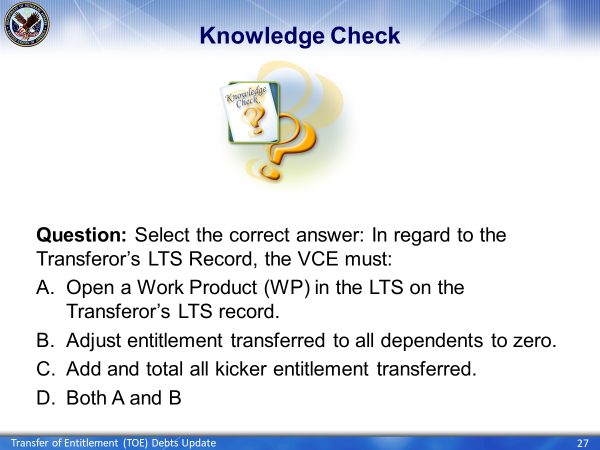 Knowledge Check
Knowledge
Check
Question: Select the correct answer: In regard to the
Transferor's LTS Record, the VCE must:
A. Open a Work Product (WP) in the LTS on the
Transferor's LTS record.
B. Adjust entitlement transferred to all dependents to zero.
C. Add and total all kicker entitlement transferred.
D. Both A and B
Transfer of Entitlement (TOE) Debts Update
27